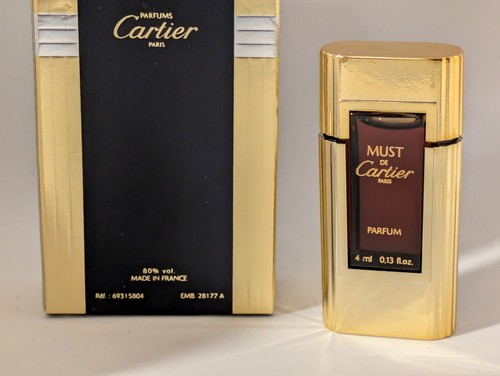 PARFUMS
Cartier
PARIS
80% vol.
MADE IN FRANCE
Réf.: 69315804 EMB. 28177 A
MUST
DE
Cartier
PARIS
PARFUM
4 ml 0,13 fl.oz.